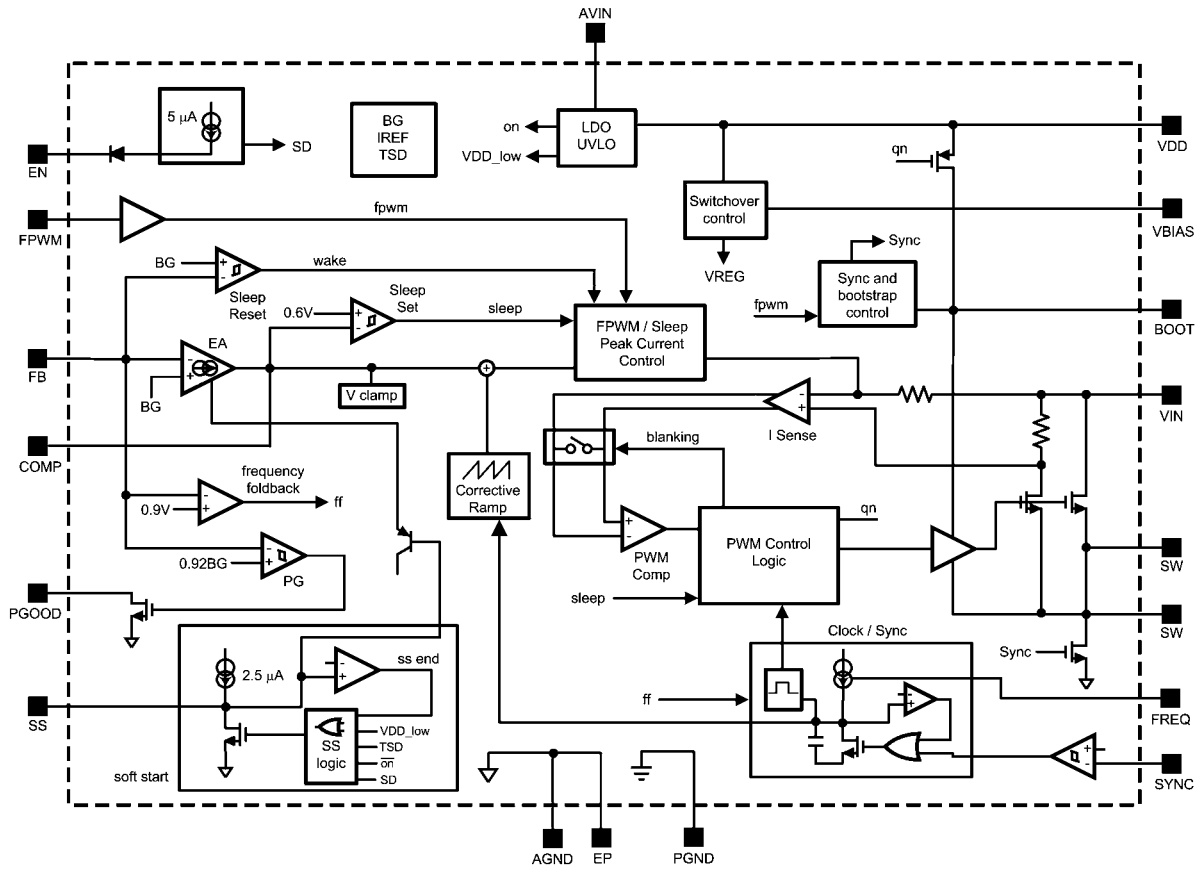 AVIN
5 µA
SD
EN
BG
IREF
TSD
on
VDD_low
LDO
UVLO
qn
VDD
FPWM
fpwm
Switchover
control
VBIAS
VREG
Sync
BG
wake
Sleep
Reset
0.6V
Sleep
Set
sleep
FPWM / Sleep
Peak Current
Control
fpwm
Sync and
bootstrap
control
BOOT
EA
FB
BG
V clamp
I Sense
VIN
COMP
blanking
Corrective
Ramp
frequency
foldback
ff
0.9V
0.92BG
PG
PWM
Comp
PWM Control
Logic
qn
sleep
SW
PGOOD
SW
Clock / Sync
Sync
2.5 µA
ss end
SS
ff
FREQ
SS
logic
VDD_low
TSD
on
SD
soft start
SYNC
AGND
EP
PGND